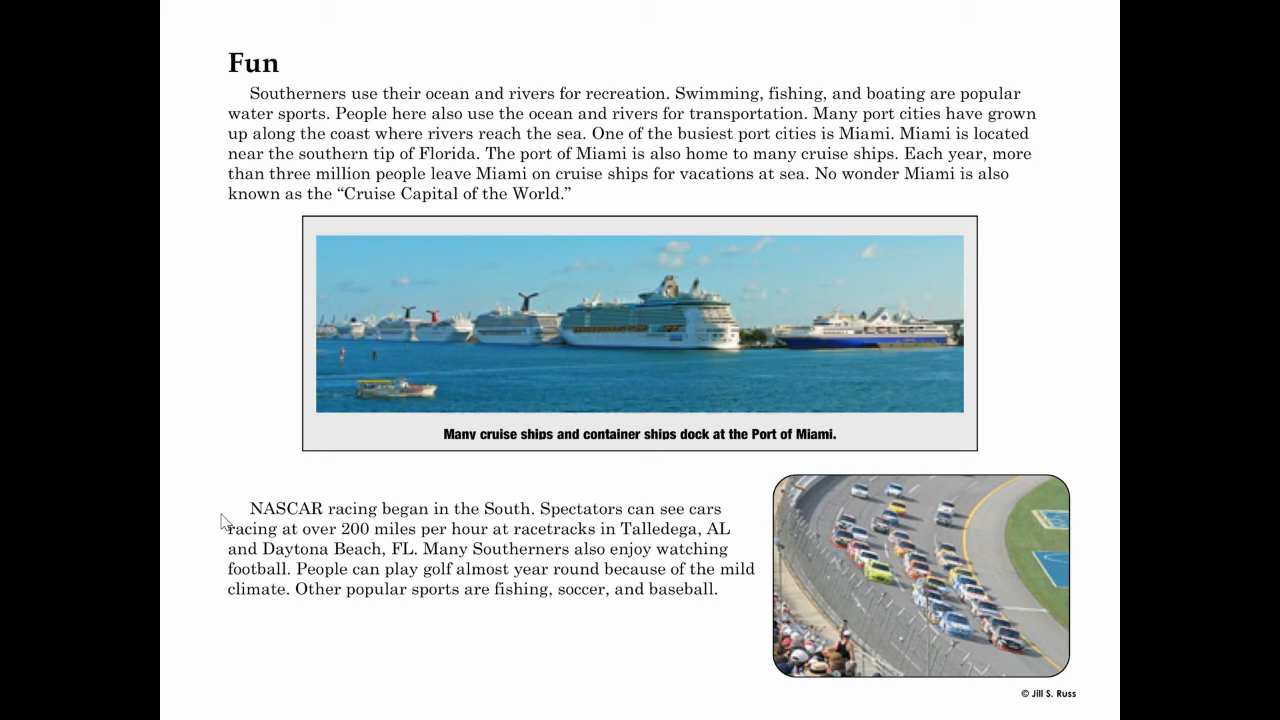 Fun
Southerners use their ocean and rivers for recreation. Swimming, fishing, and boating are popular
water sports. People here also use the ocean and rivers for transportation. Many port cities have grown
up along the coast where rivers reach the sea. One of the busiest port cities is Miami. Miami is located
near the southern tip of Florida. The port of Miami is also home to many cruise ships. Each year, more
than three million people leave Miami on cruise ships for vacations at sea. No wonder Miami is also
known as the “Cruise Capital of the World.”
Many cruise ships and container ships dock at the Port of Miami.
NASCAR racing began in the South. Spectators can see cars
racing at over 200 miles per hour at racetracks in Talledega, AL
and Daytona Beach, FL. Many Southerners also enjoy watching
football. People can play golf almost year round because of the mild
climate. Other popular sports are fishing, soccer, and baseball.
© Jill S. Russ